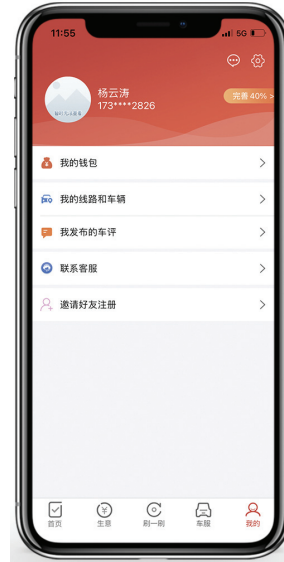 11:55
5G
杨云涛
173****2826
完善 40% >
我的钱包
我的线路和车辆
我发布的车评
联系客服
邀请好友注册
首页
生意
刷一刷
车服
我的